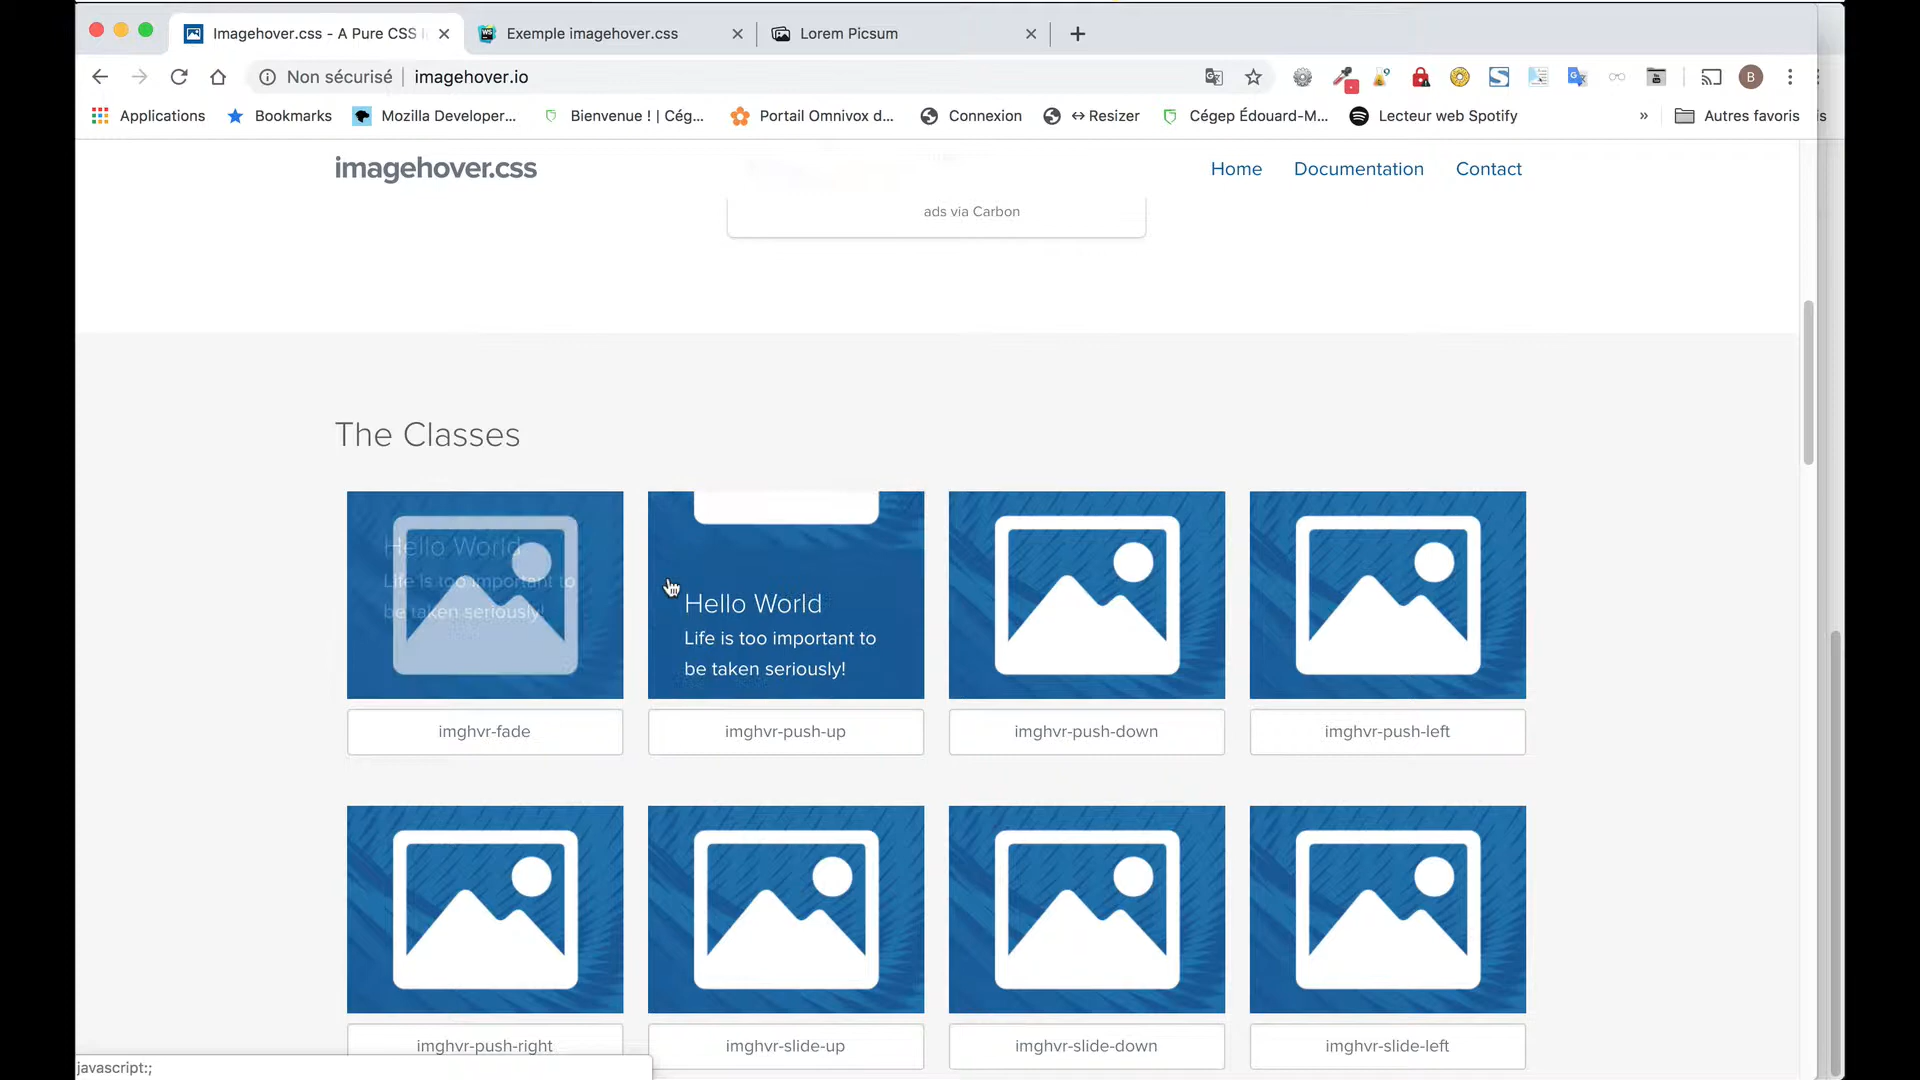 Imagehover.css - A Pure CSS I
Exemple imagehover.css
Lorem Picsum
Non sécurisé
imagehover.io
B
Applications
Bookmarks
Mozilla Developer...
Bienvenue ! | Cég...
Portail Omnivox d...
Connexion
↔ Resizer
Cégep Édouard-M...
Lecteur web Spotify
»
Autres favoris
is
imagehover.css
Home
Documentation
Contact
ads via Carbon
The Classes
Hello World
Life is too important to
be taken seriously!
Hello World
Life is too important to
be taken seriously!
imghvr-fade
imghvr-push-up
imghvr-push-down
imghvr-push-left
imghvr-push-right
imghvr-slide-up
imghvr-slide-down
imghvr-slide-left
javascript:;